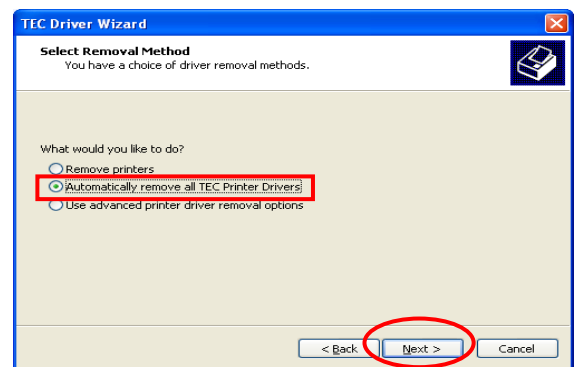 TEC Driver Wizard
Select Removal Method
You have a choice of driver removal methods.
What would you like to do?
Remove printers
Automatically remove all TEC Printer Drivers
Use advanced printer driver removal options
< Back Next > Cancel